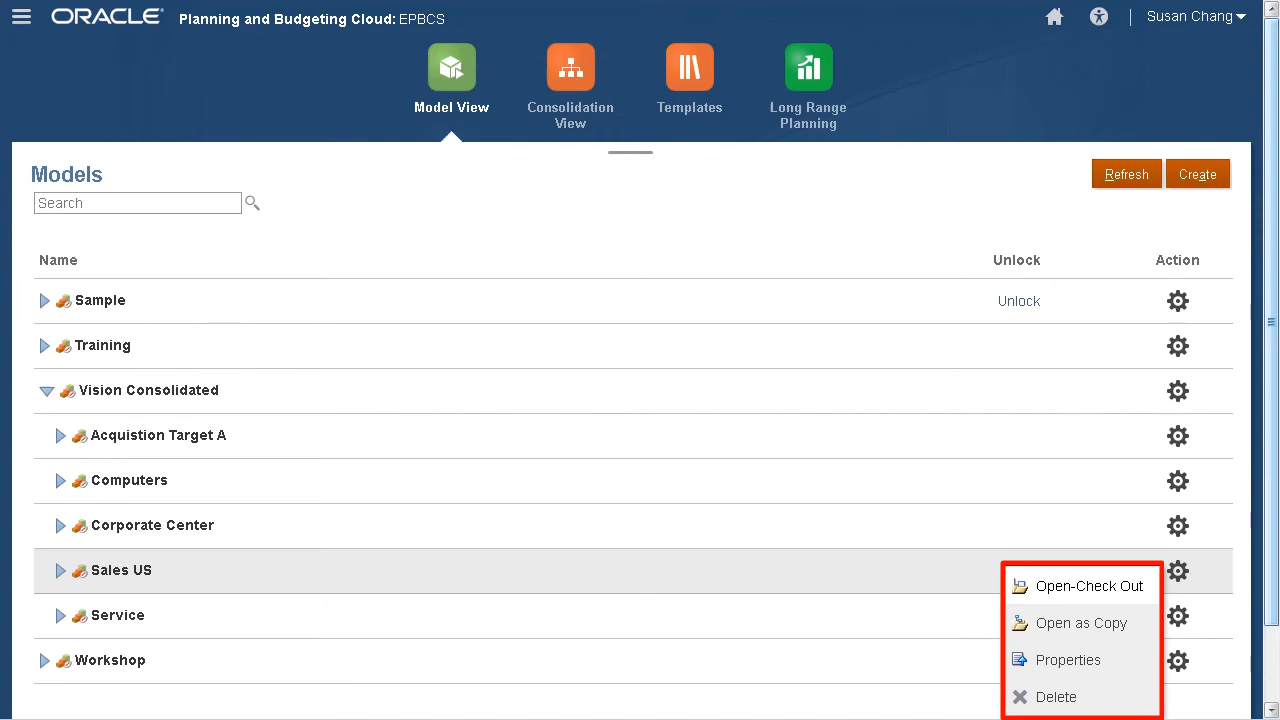 ORACLE® Planning and Budgeting Cloud: EPBCS
Susan Chang
Model View
Consolidation View
Templates
Long Range Planning
Models
Refresh
Create
Search
Name Unlock Action
Sample Unlock
Training
Vision Consolidated
Acquistion Target A
Computers
Corporate Center
Sales US
Service
Workshop
Open-Check Out
Open as Copy
Properties
Delete